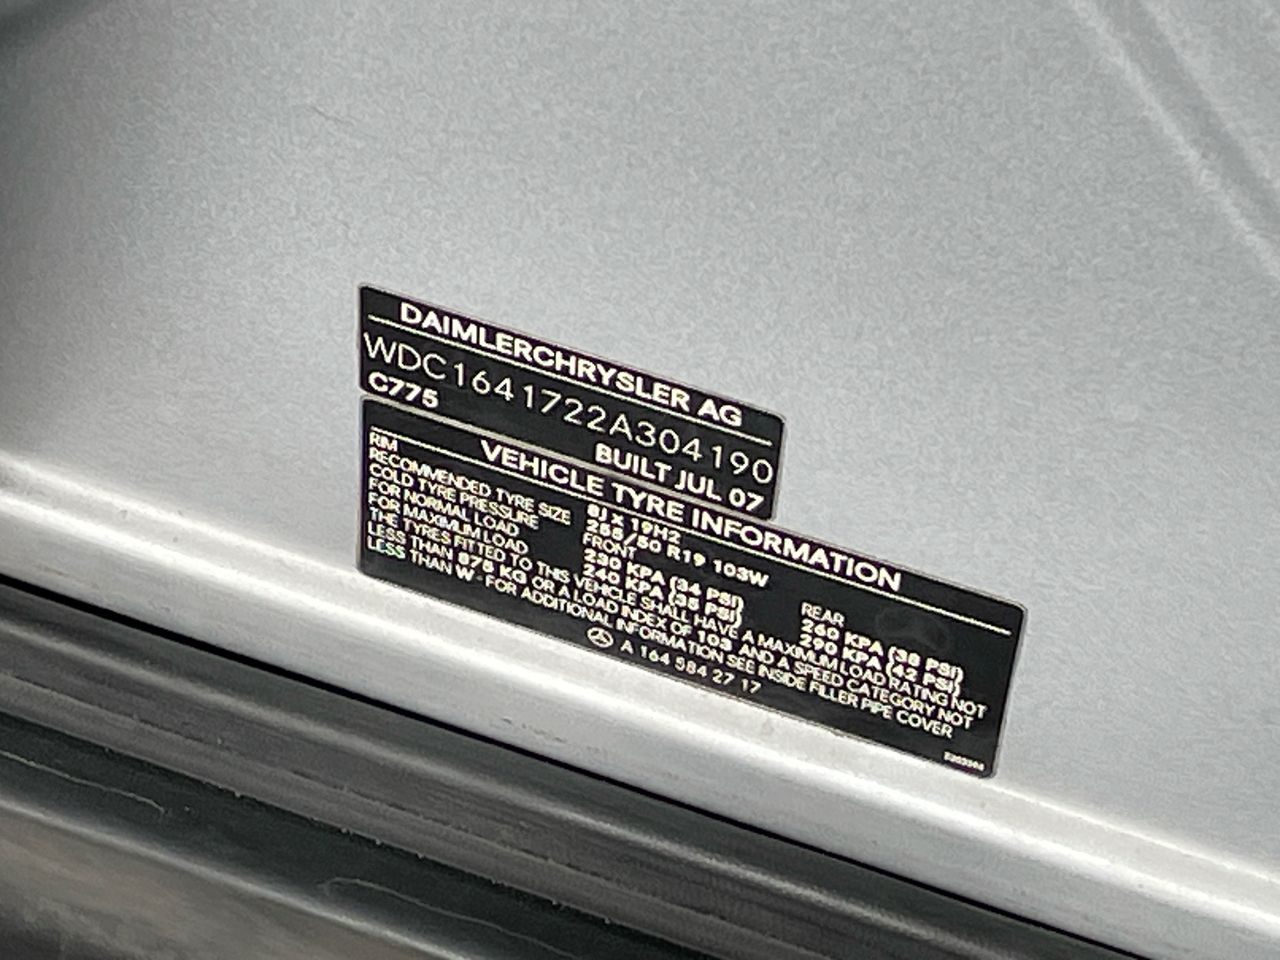 DAIMLERCHRYSLER AG
WDC1641722A304190
C775
BUILT JUL 07
VEHICLE TYRE INFORMATION
RIM 8J X 19H2
RECOMMENDED TYRE SIZE 255/50 R19 103W
COLD TYRE PRESSURE FRONT REAR
FOR NORMAL LOAD 230 KPA (34 PSI) 260 KPA (38 PSI)
FOR MAXIMUM LOAD 240 KPA (35 PSI) 290 KPA (42 PSI)
THE TYRES FITTED TO THIS VEHICLE SHALL HAVE A MAXIMUM LOAD RATING NOT
LESS THAN 875 KG OR A LOAD INDEX OF 103 AND A SPEED CATEGORY NOT
LESS THAN W - FOR ADDITIONAL INFORMATION SEE INSIDE FILLER PIPE COVER
A 164 584 27 17